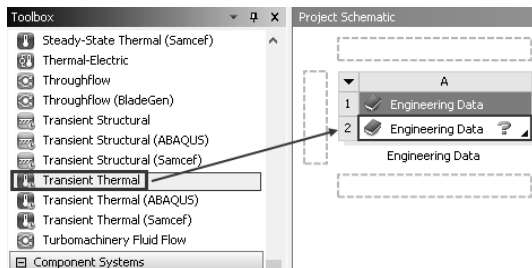 Toolbox
Steady-State Thermal (Samcef)
Thermal-Electric
Throughflow
Throughflow (BladeGen)
Transient Structural
Transient Structural (ABAQUS)
Transient Structural (Samcef)
Transient Thermal
Transient Thermal (ABAQUS)
Transient Thermal (Samcef)
Turbomachinery Fluid Flow
Component Systems
Project Schematic
A
1 Engineering Data
2 Engineering Data ?
Engineering Data